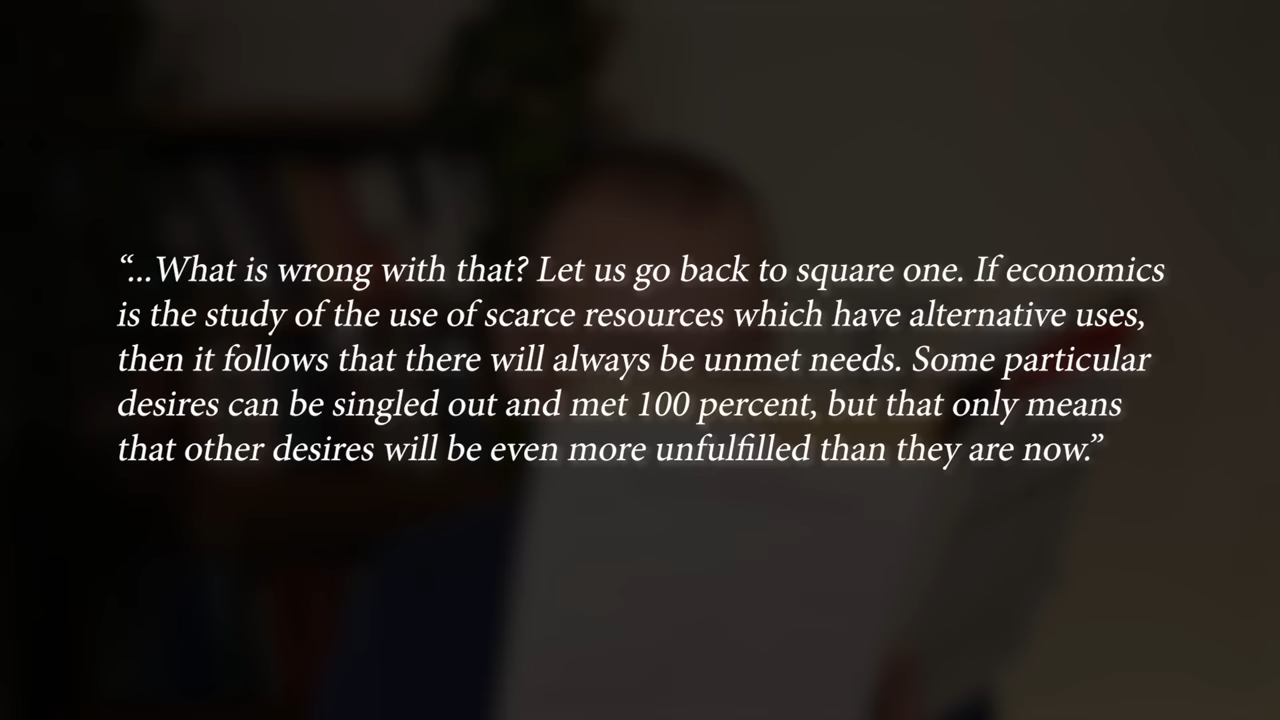 “...What is wrong with that? Let us go back to square one. If economics
is the study of the use of scarce resources which have alternative uses,
then it follows that there will always be unmet needs. Some particular
desires can be singled out and met 100 percent, but that only means
that other desires will be even more unfulfilled than they are now.”